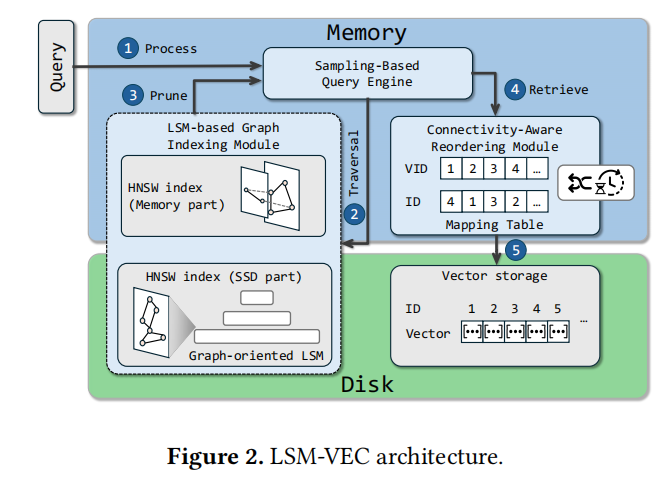 Memory
Query
1 Process
Sampling-Based
Query Engine
3 Prune
4 Retrieve
LSM-based Graph
Indexing Module
HNSW index
(Memory part)
Traversal
2
Connectivity-Aware
Reordering Module
VID 1 2 3 4 …
ID 4 1 3 2 …
Mapping Table
5
HNSW index (SSD part)
Graph-oriented LSM
Vector storage
ID 1 2 3 4 5 …
Vector [•••] [•••] [•••] [•••] [•••]
Disk
Figure 2. LSM-VEC architecture.